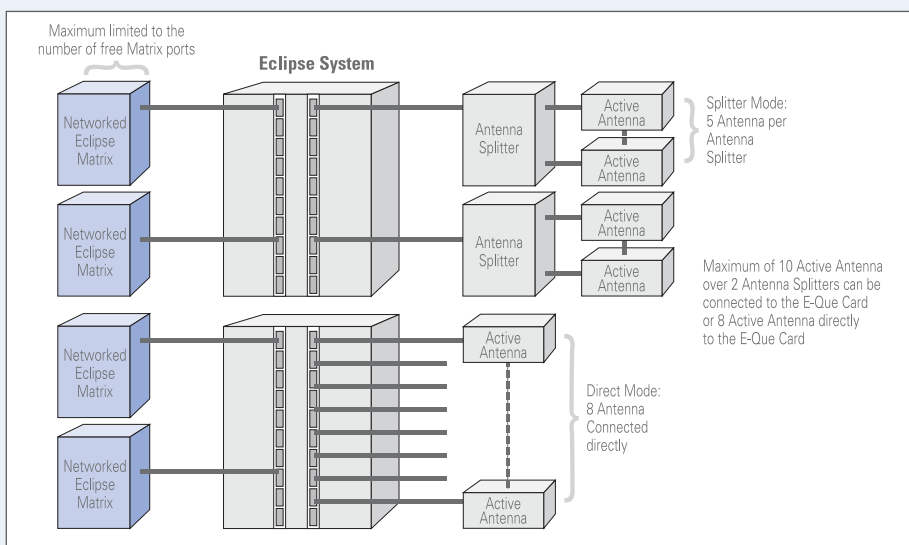 Maximum limited to the
number of free Matrix ports
Eclipse System
Networked
Eclipse
Matrix
Antenna
Splitter
Active
Antenna
Active
Antenna
Splitter Mode:
5 Antenna per
Antenna
Splitter
Networked
Eclipse
Matrix
Antenna
Splitter
Active
Antenna
Active
Antenna
Maximum of 10 Active Antenna
over 2 Antenna Splitters can be
connected to the E-Que Card
or 8 Active Antenna directly
to the E-Que Card
Networked
Eclipse
Matrix
Active
Antenna
Direct Mode:
8 Antenna
Connected
directly
Networked
Eclipse
Matrix
Active
Antenna